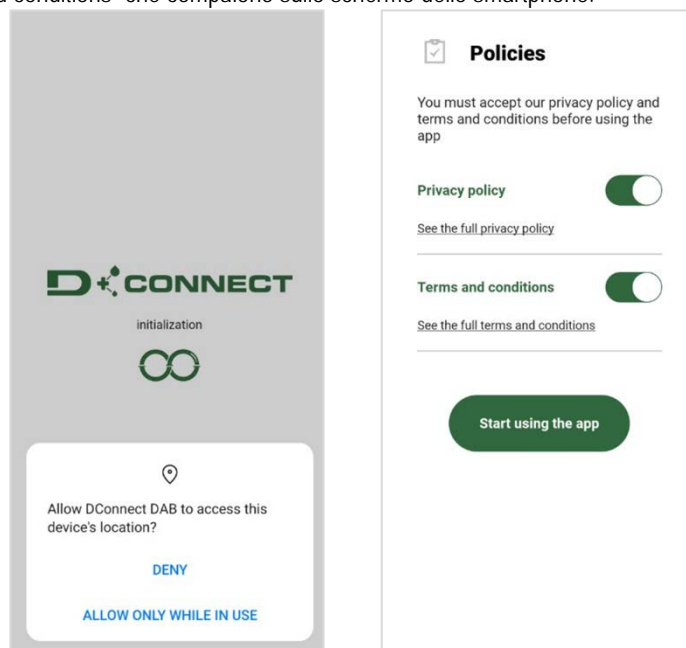 conditions" che compaiono sullo schermo dello smartphone.
D CONNECT
initialization
Allow DConnect DAB to access this
device's location?
DENY
ALLOW ONLY WHILE IN USE
Policies
You must accept our privacy policy and
terms and conditions before using the
app
Privacy policy
See the full privacy policy
Terms and conditions
See the full terms and conditions
Start using the app